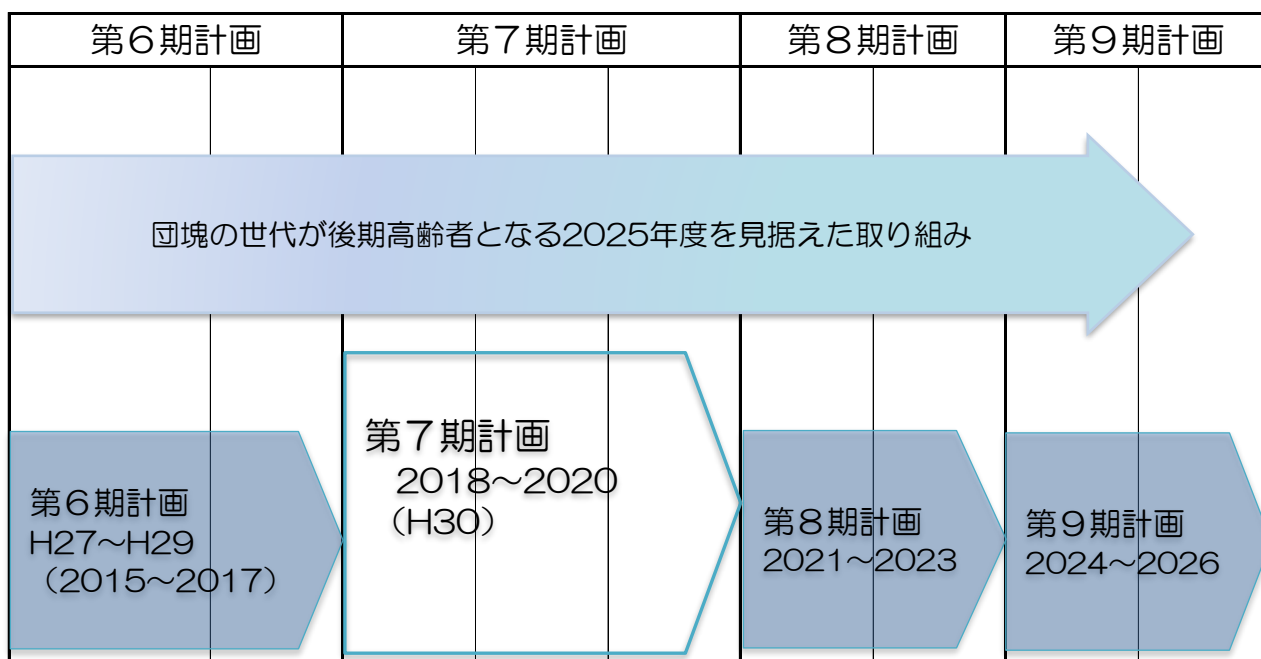 第6期計画
第7期計画
第8期計画
第9期計画
団塊の世代が後期高齢者となる2025年度を見据えた取り組み
第6期計画
H27～H29
（2015～2017）
第7期計画
2018～2020
（H30）
第8期計画
2021～2023
第9期計画
2024～2026